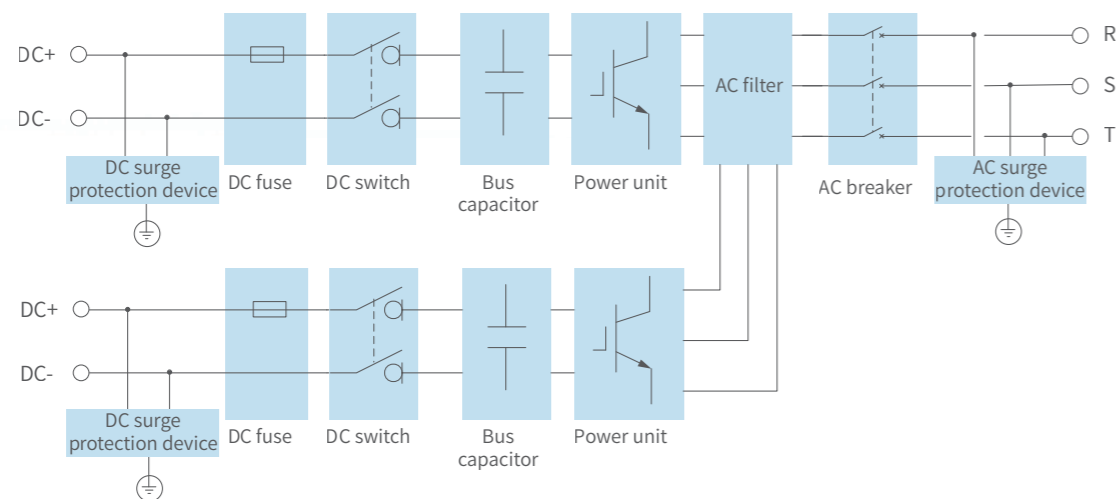 DC+
R
AC filter
S
DC-
T
DC surge
protection device
DC fuse
DC switch
Bus
capacitor
Power unit
AC breaker
AC surge
protection device
DC+
DC-
DC surge
protection device
DC fuse
DC switch
Bus
capacitor
Power unit